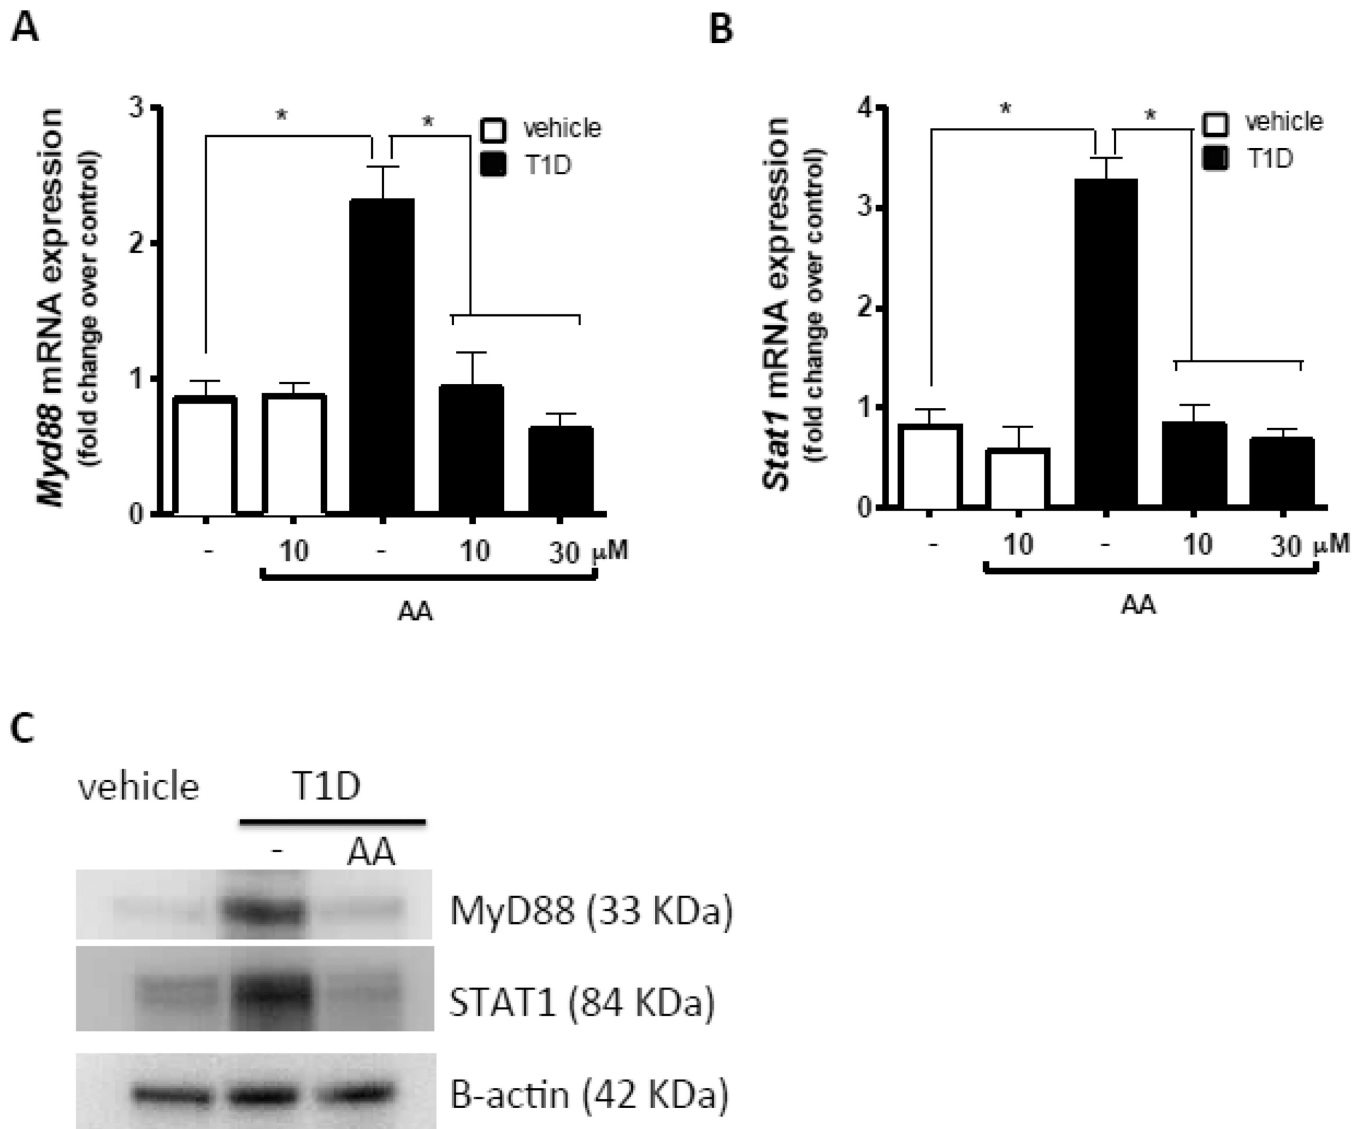 A
B
3
2
1
0
Myd88 mRNA expression
(fold change over control)
* *
vehicle
T1D
- 10 - 10 30 µM
AA
4
3
2
1
0
Stat1 mRNA expression
(fold change over control)
* *
vehicle
T1D
- 10 - 10 30 µM
AA
C
vehicle T1D
- AA
MyD88 (33 KDa)
STAT1 (84 KDa)
B-actin (42 KDa)